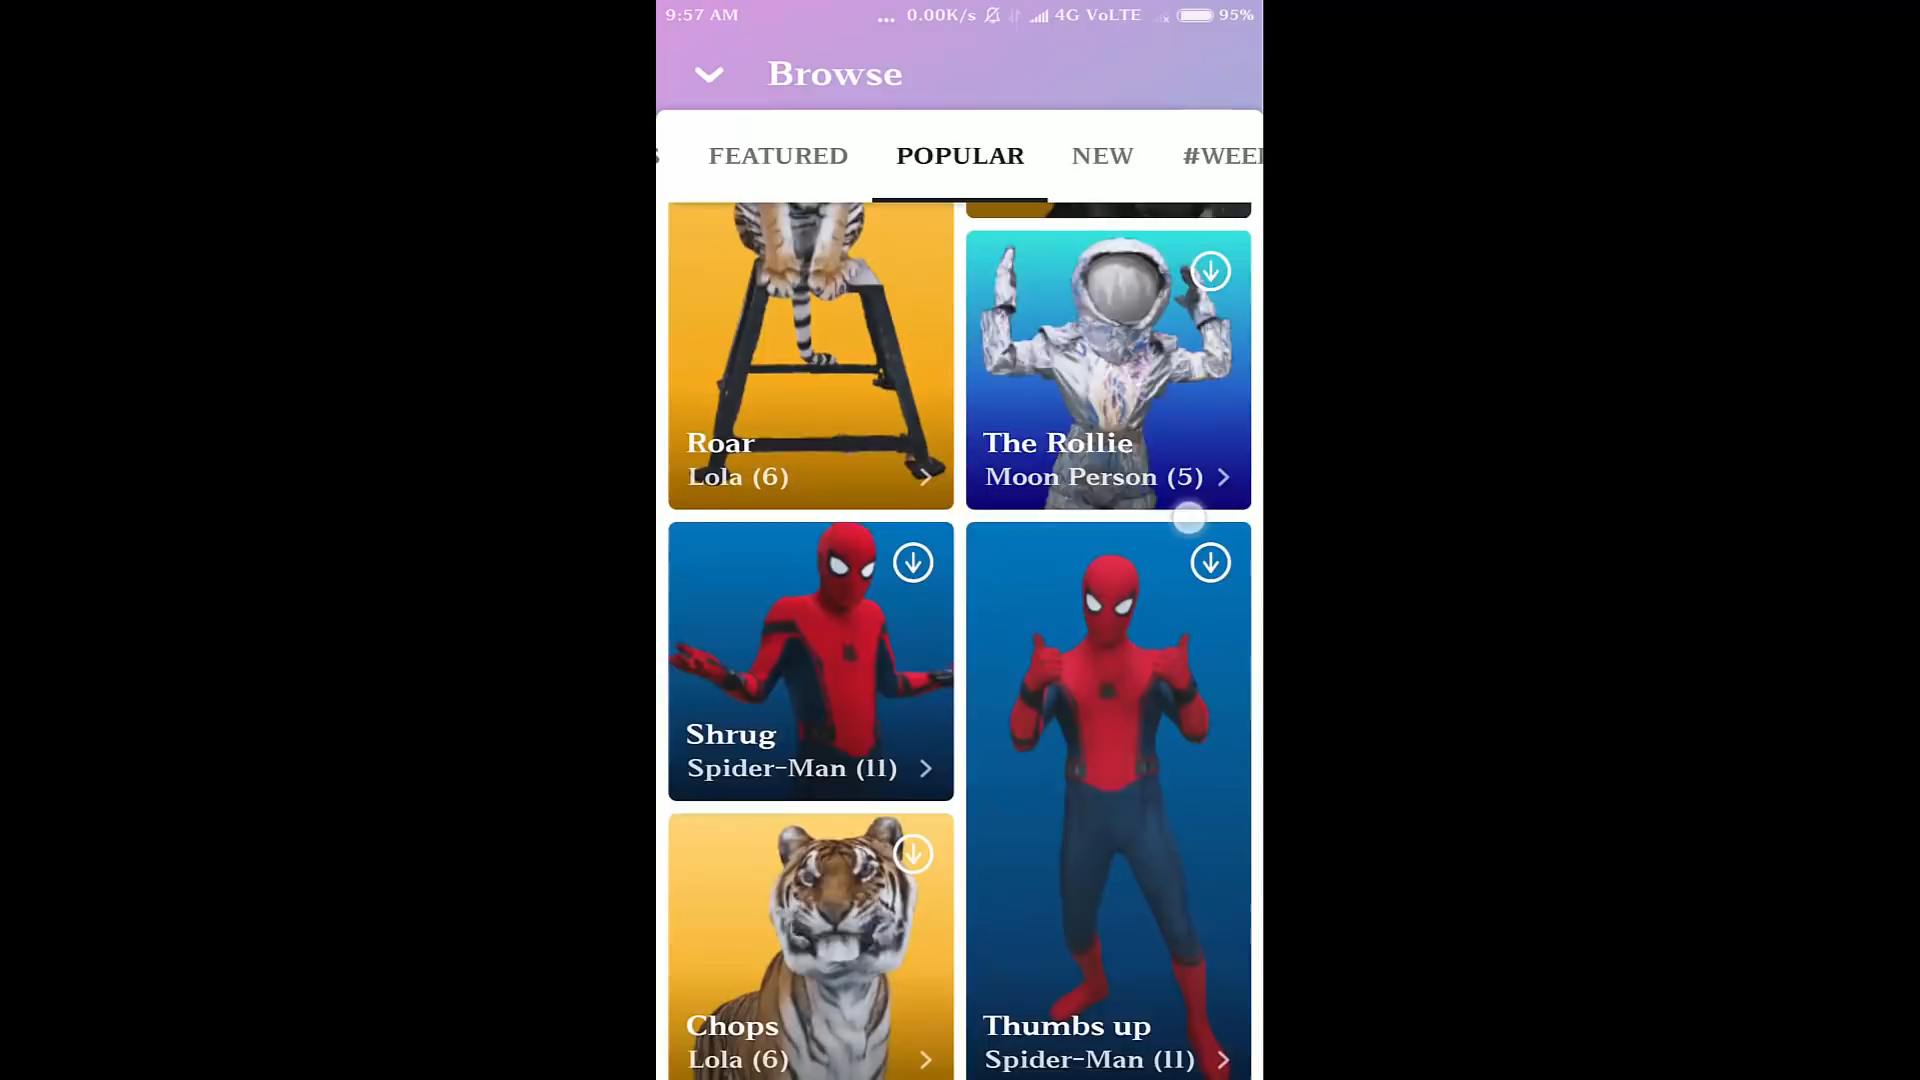 9:57 AM ... 0.00K/s 4G VoLTE 95%
Browse
S FEATURED POPULAR NEW #WEE
Roar
Lola (6)
The Rollie
Moon Person (5)
Shrug
Spider-Man (11)
Chops
Lola (6)
Thumbs up
Spider-Man (11)